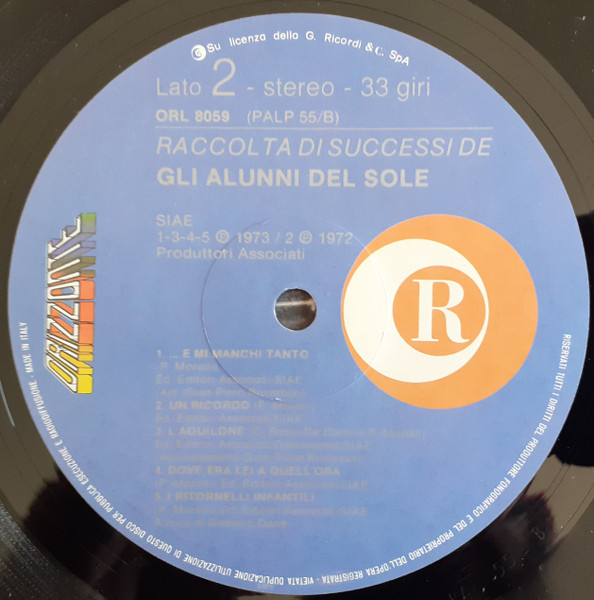 Su licenza della G. Ricordi & C. SpA
Lato 2 - stereo - 33 giri
ORL 8059 (PALP 55/B)
RACCOLTA DI SUCCESSI DE
GLI ALUNNI DEL SOLE
SIAE
1-3-4-5 ℗ 1973 / 2 ℗ 1972
Produttori Associati
ORIZZONTE
R
1. ... E MI MANCHI TANTO
2. UN RICORDO
3. L'AQUILONE
4. DOVE ERA LEI A QUELL'ORA
5. I RITORNELLI INFANTILI
RISERVATI TUTTI I DIRITTI DEL PRODUTTORE FONOGRAFICO E DEL PROPRIETARIO DELL'OPERA REGISTRATA - VIETATA DUPLICAZIONE UTILIZZAZIONE DI QUESTO DISCO PER PUBBLICA ESECUZIONE E RADIODIFFUSIONE. MADE IN ITALY